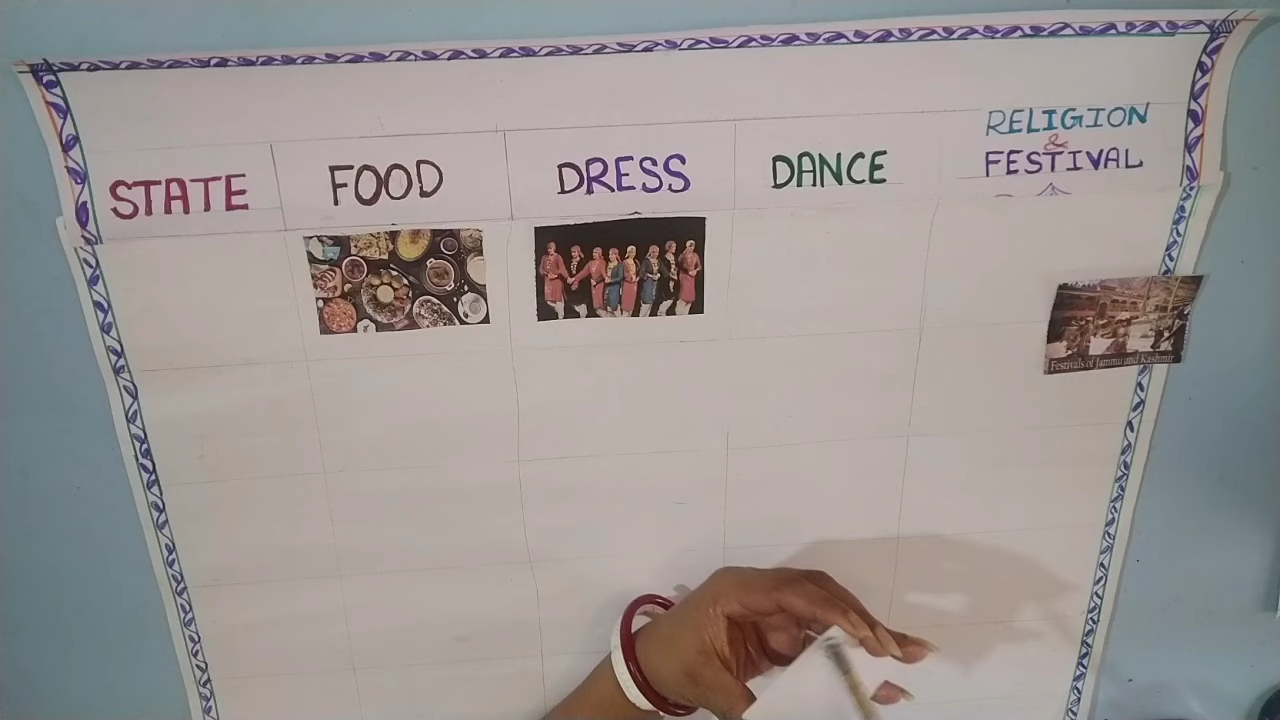 RELIGION
&
STATE FOOD DRESS DANCE FESTIVAL
Festivals of Jammu and Kashmir